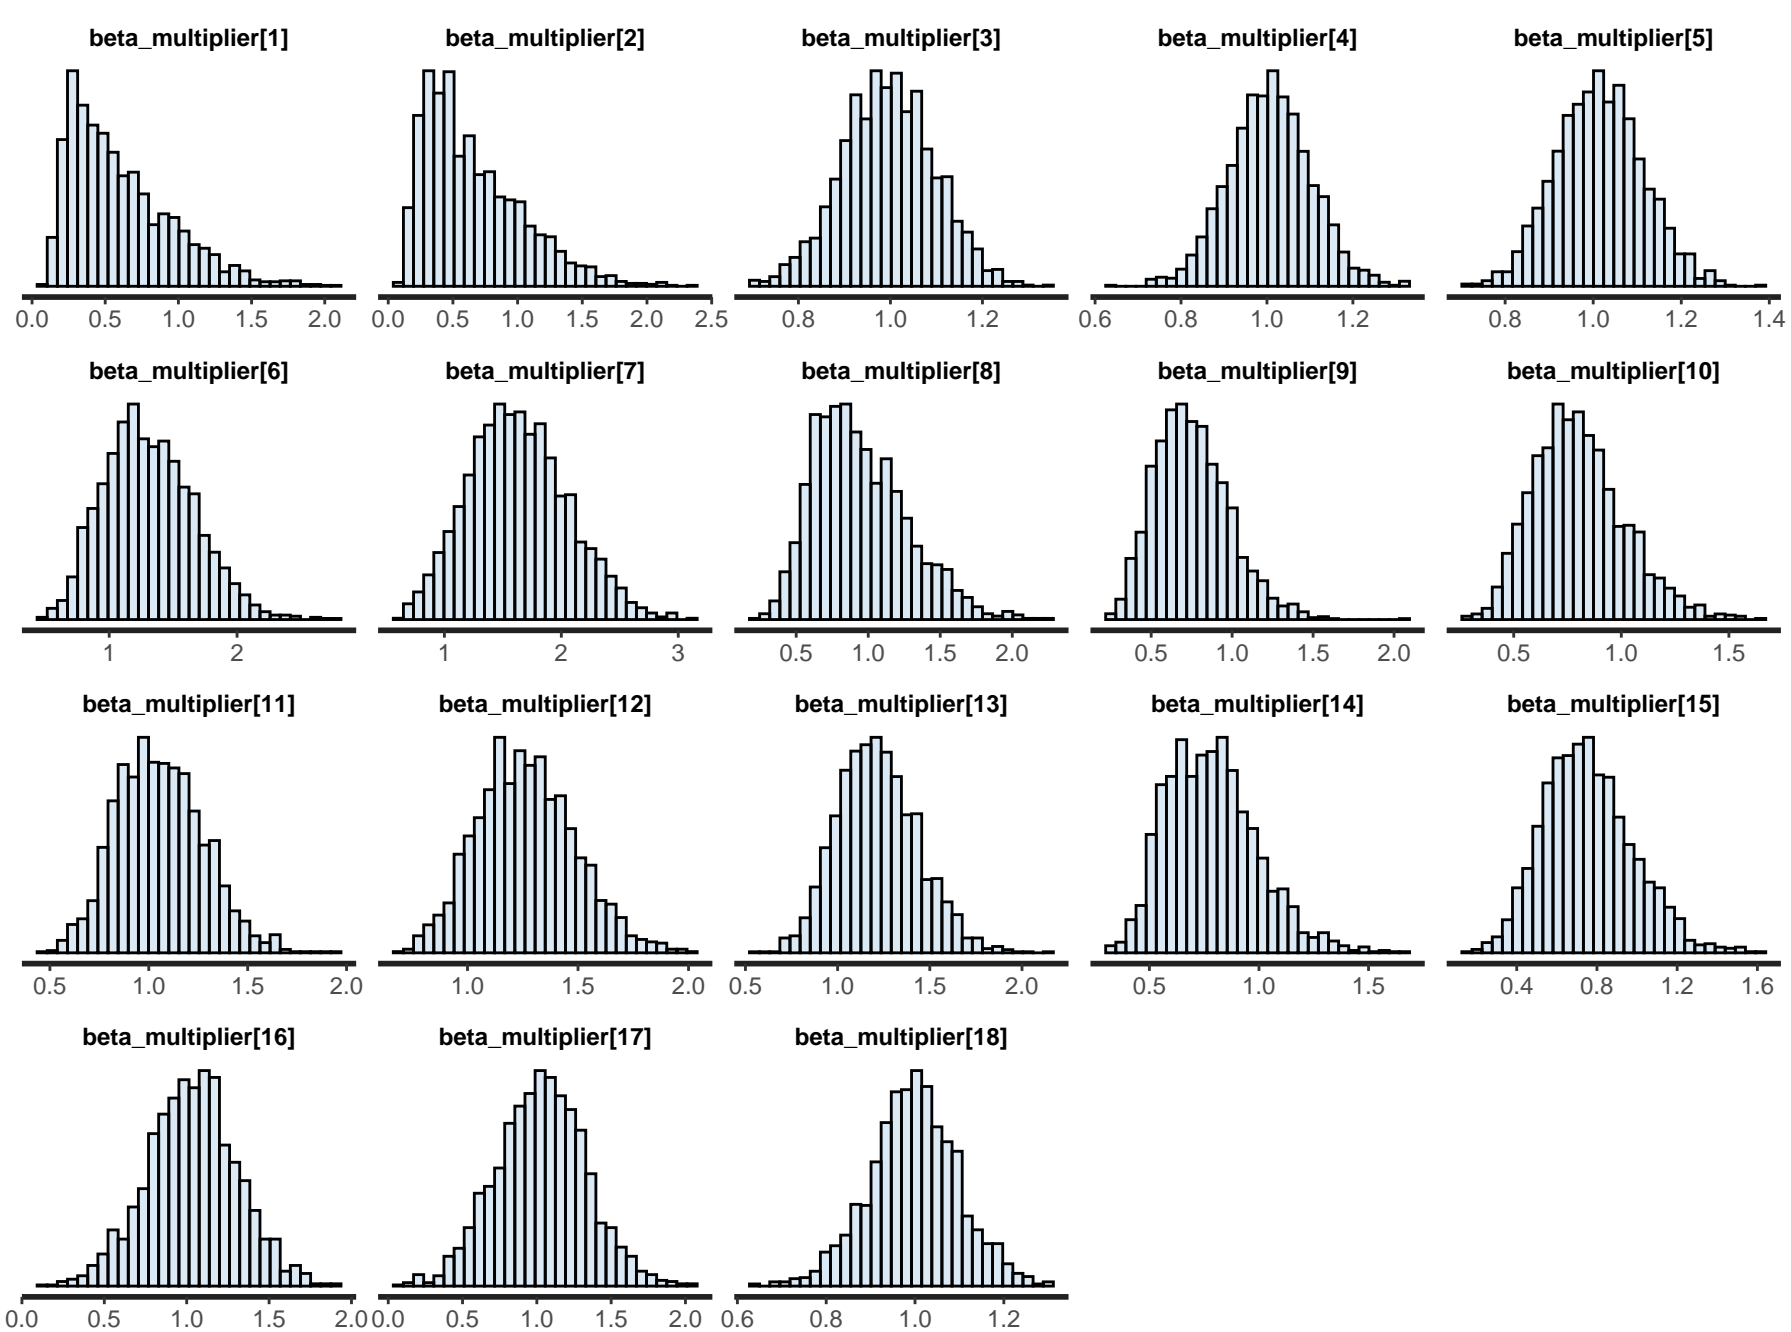 beta_multiplier[1] beta_multiplier[2] beta_multiplier[3] beta_multiplier[4] beta_multiplier[5]
0.0 0.5 1.0 1.5 2.0 0.0 0.5 1.0 1.5 2.0 2.5 0.8 1.0 1.2 0.6 0.8 1.0 1.2 0.8 1.0 1.2 1.4
beta_multiplier[6] beta_multiplier[7] beta_multiplier[8] beta_multiplier[9] beta_multiplier[10]
1 2 1 2 3 0.5 1.0 1.5 2.0 0.5 1.0 1.5 2.0 0.5 1.0 1.5
beta_multiplier[11] beta_multiplier[12] beta_multiplier[13] beta_multiplier[14] beta_multiplier[15]
0.5 1.0 1.5 2.0 1.0 1.5 2.0 0.5 1.0 1.5 2.0 0.5 1.0 1.5 0.4 0.8 1.2 1.6
beta_multiplier[16] beta_multiplier[17] beta_multiplier[18]
0.0 0.5 1.0 1.5 2.0 0.0 0.5 1.0 1.5 2.0 0.6 0.8 1.0 1.2